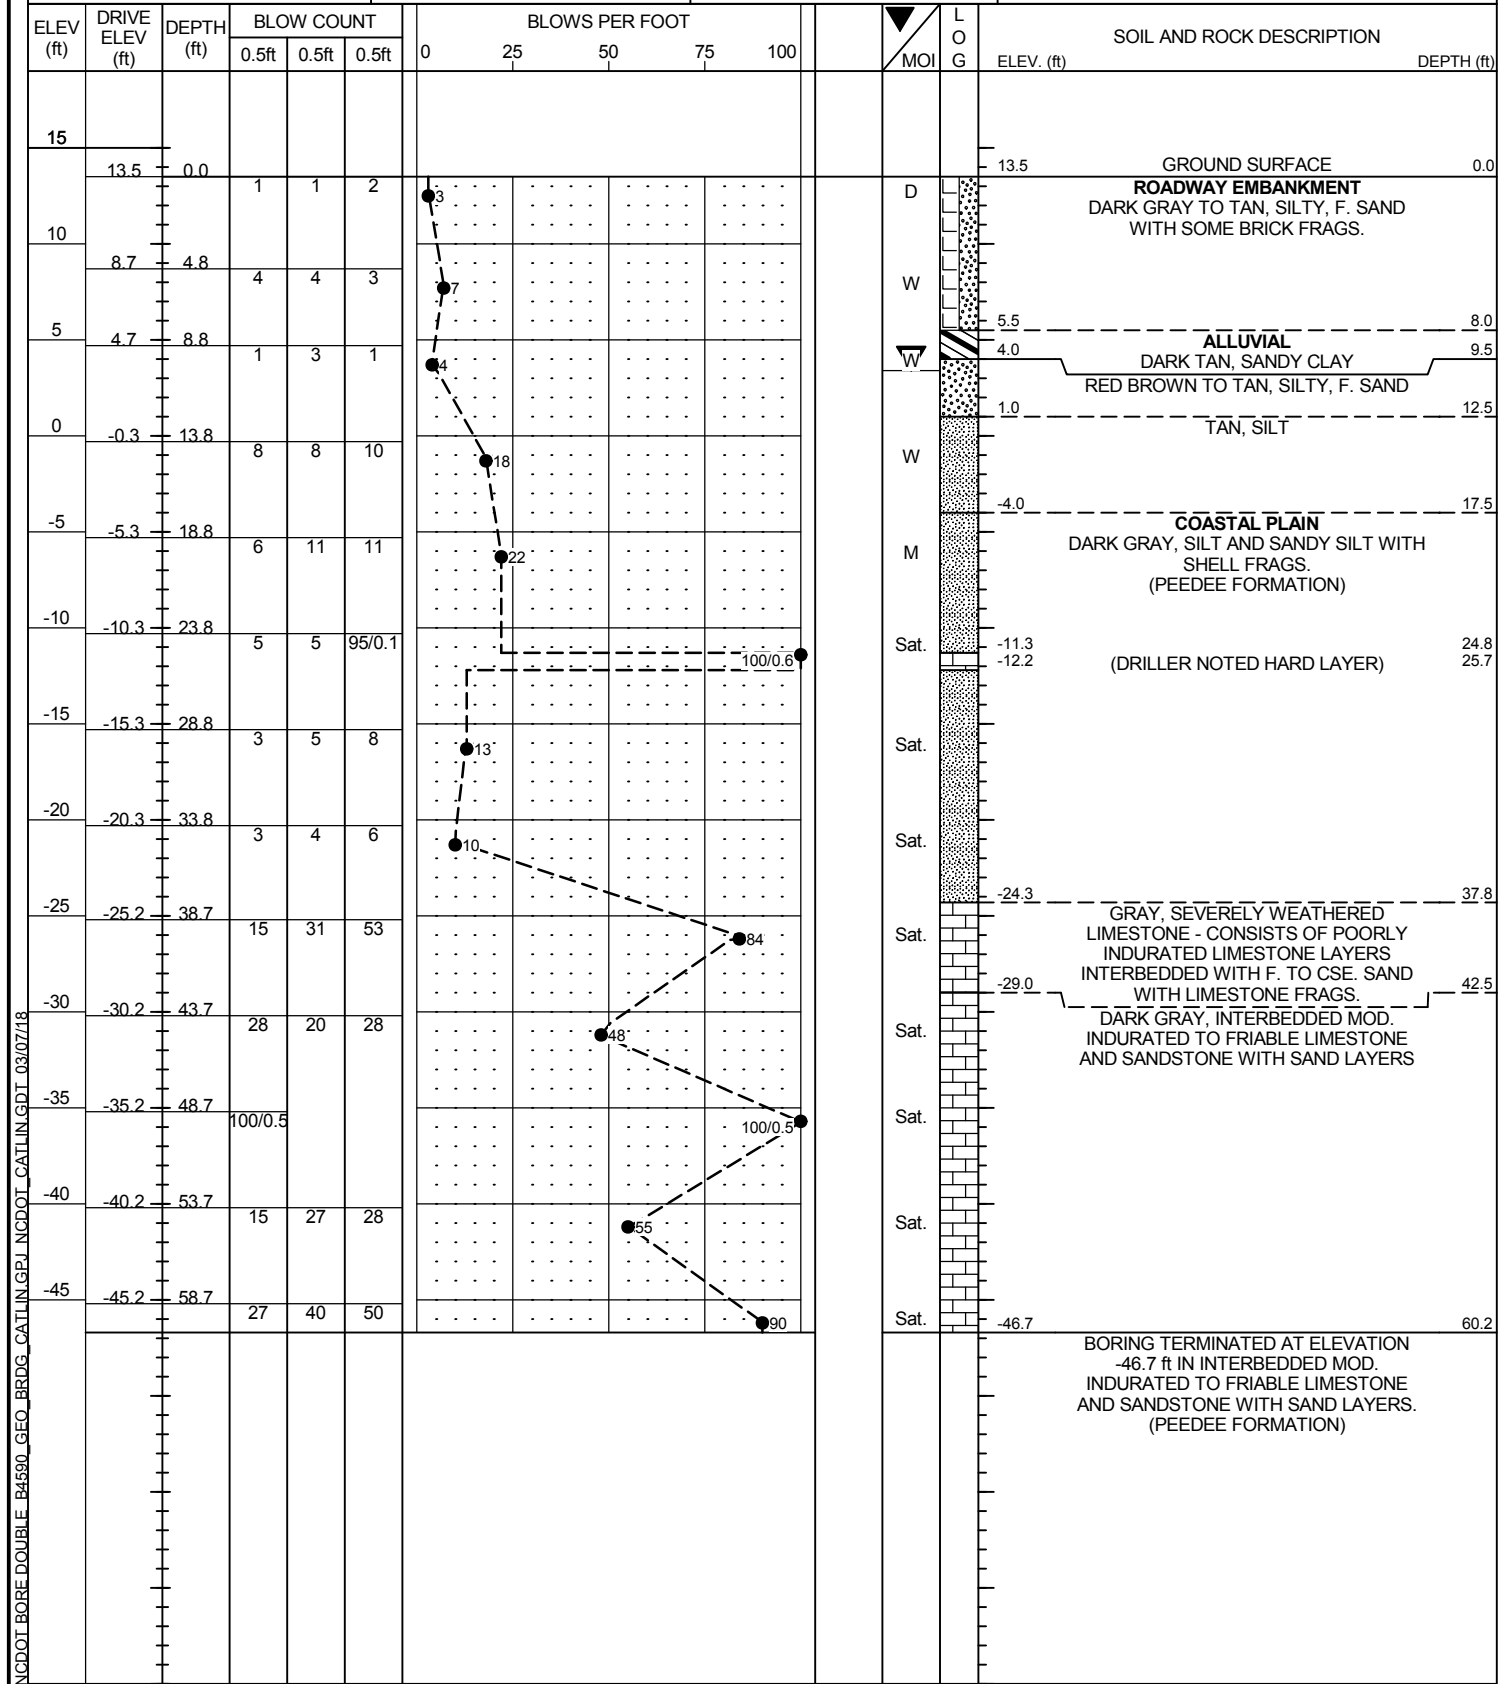 ELEV (ft) DRIVE ELEV (ft) DEPTH (ft) BLOW COUNT BLOWS PER FOOT MOI L O G SOIL AND ROCK DESCRIPTION
0.5ft 0.5ft 0.5ft 0 25 50 75 100 ELEV. (ft) DEPTH (ft)
15
13.5 0.0 13.5 GROUND SURFACE 0.0
1 1 2 3 D ROADWAY EMBANKMENT
DARK GRAY TO TAN, SILTY, F. SAND
WITH SOME BRICK FRAGS.
10
8.7 4.8
4 4 3 7 W
5 5.5 8.0
4.7 8.8 ALLUVIAL
1 3 1 4 W 4.0 DARK TAN, SANDY CLAY 9.5
RED BROWN TO TAN, SILTY, F. SAND
1.0 12.5
0 -0.3 13.8 TAN, SILT
8 8 10 18 W
-4.0 17.5
-5 -5.3 18.8 COASTAL PLAIN
6 11 11 22 M DARK GRAY, SILT AND SANDY SILT WITH
SHELL FRAGS.
(PEEDEE FORMATION)
-10 -10.3 23.8
5 5 95/0.1 Sat. -11.3 24.8
100/0.6 -12.2 (DRILLER NOTED HARD LAYER) 25.7
-15 -15.3 28.8
3 5 8 13 Sat.
-20 -20.3 33.8
3 4 6 10 Sat.
-24.3 37.8
-25 -25.2 38.7 GRAY, SEVERELY WEATHERED
15 31 53 84 Sat. LIMESTONE - CONSISTS OF POORLY
INDURATED LIMESTONE LAYERS
INTERBEDDED WITH F. TO CSE. SAND
-29.0 WITH LIMESTONE FRAGS. 42.5
-30 -30.2 43.7 DARK GRAY, INTERBEDDED MOD.
28 20 28 48 Sat. INDURATED TO FRIABLE LIMESTONE
AND SANDSTONE WITH SAND LAYERS
-35 -35.2 48.7
100/0.5 100/0.5 Sat.
-40 -40.2 53.7
15 27 28 55 Sat.
-45 -45.2 58.7
27 40 50 90 Sat. -46.7 60.2
BORING TERMINATED AT ELEVATION
-46.7 ft IN INTERBEDDED MOD.
INDURATED TO FRIABLE LIMESTONE
AND SANDSTONE WITH SAND LAYERS.
(PEEDEE FORMATION)
NCDOT BORE DOUBLE B4590_GEO_BRDG_CATLIN.GPJ NCDOT_CATLIN.GDT 03/07/18